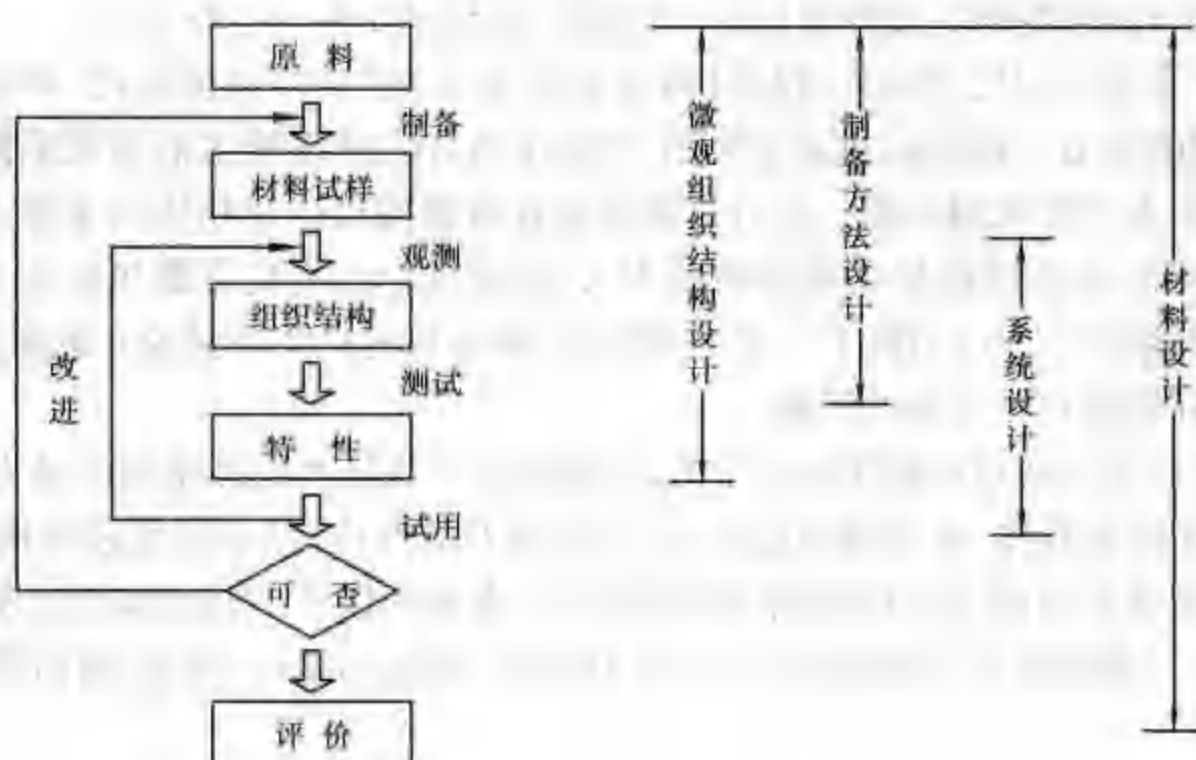 原 料
制备
材料试样
观测
组织结构
测试
特 性
试用
可 否
评 价
改进
微观组织结构设计
制备方法设计
系统设计
材料设计